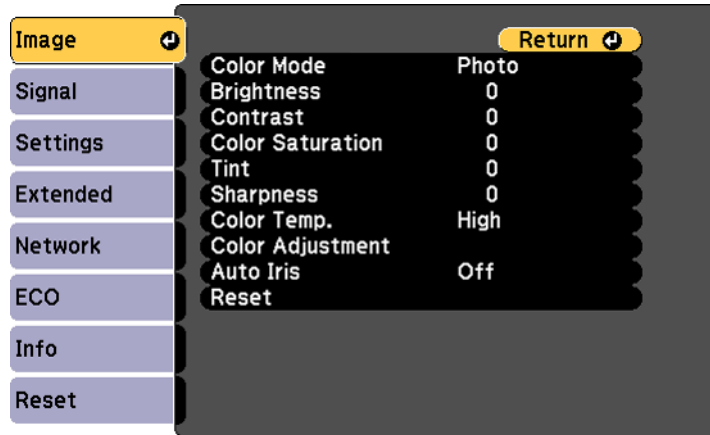 Image
Signal
Settings
Extended
Network
ECO
Info
Reset
Return
Color Mode Photo
Brightness 0
Contrast 0
Color Saturation 0
Tint 0
Sharpness 0
Color Temp. High
Color Adjustment
Auto Iris Off
Reset